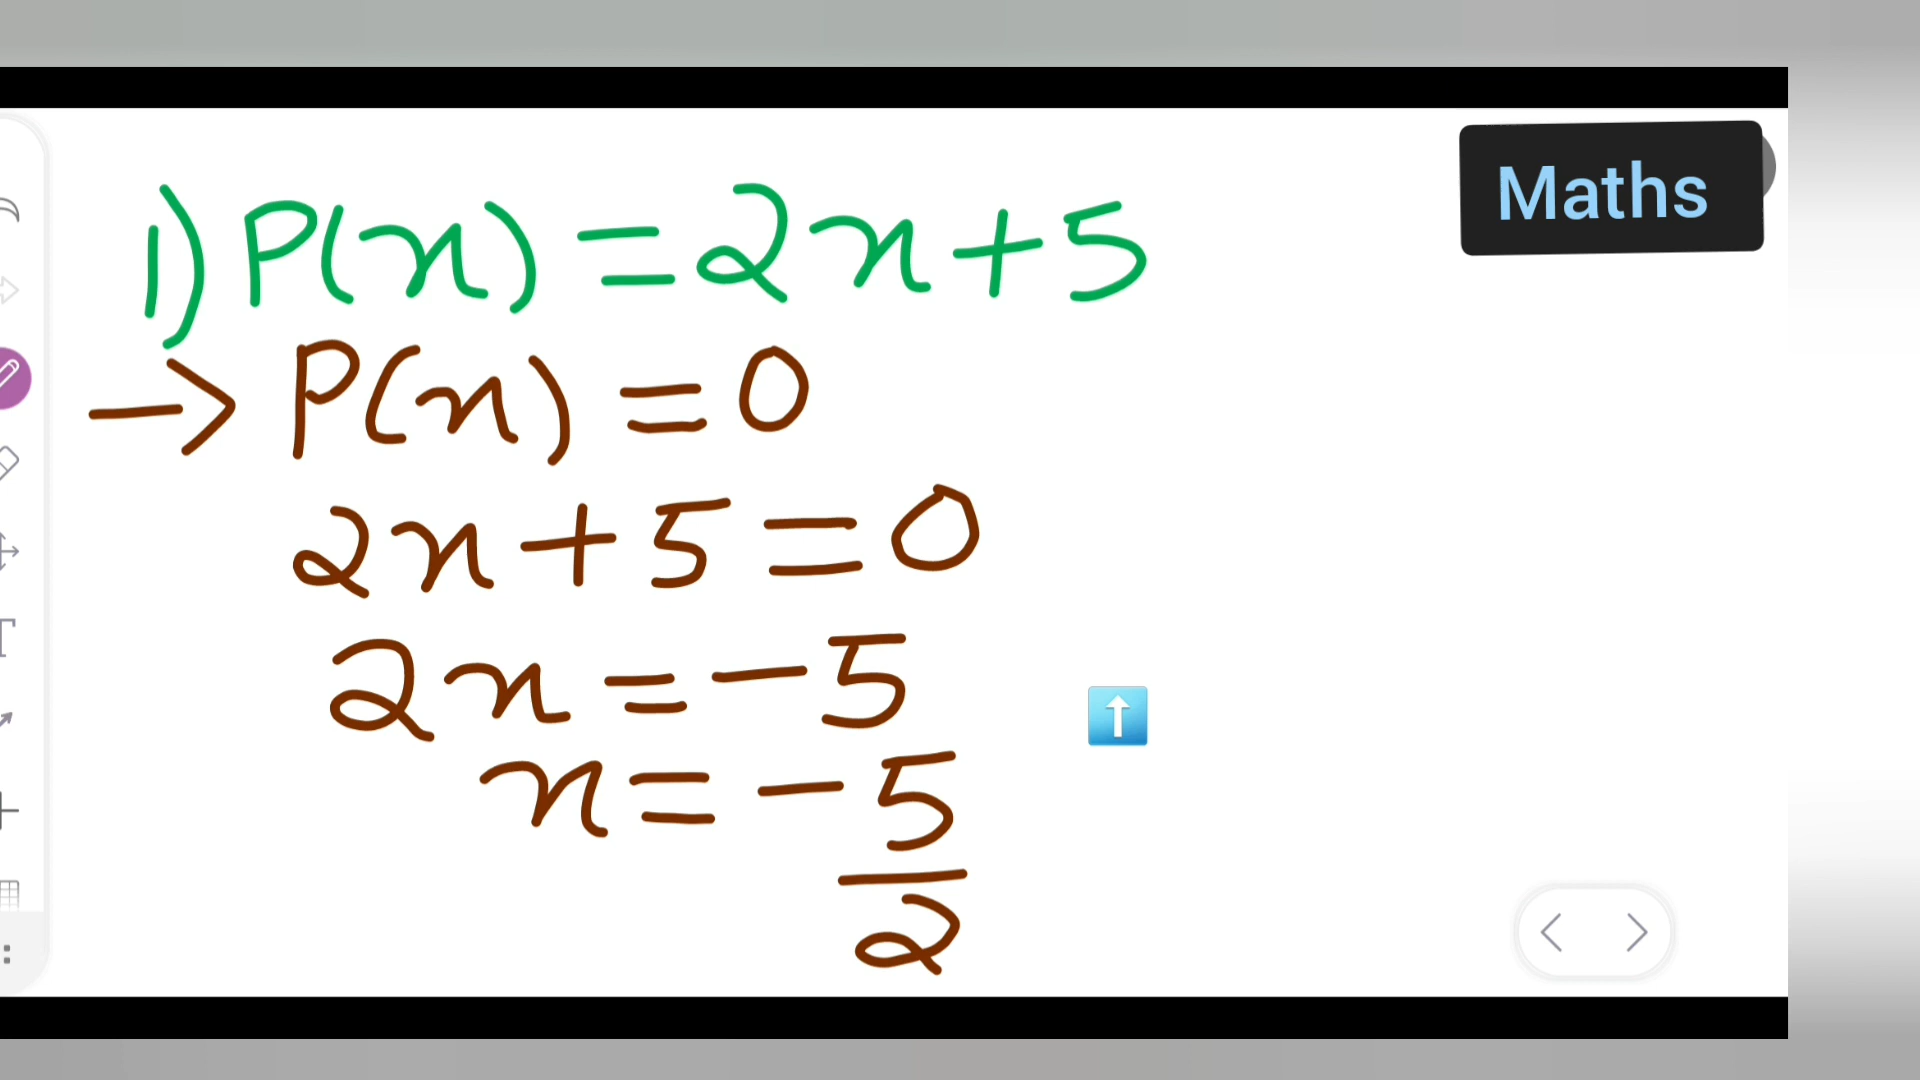 Maths
1) P(x) = 2x + 5
→ P(x) = 0
2x + 5 = 0
2x = - 5
x = - 5
2